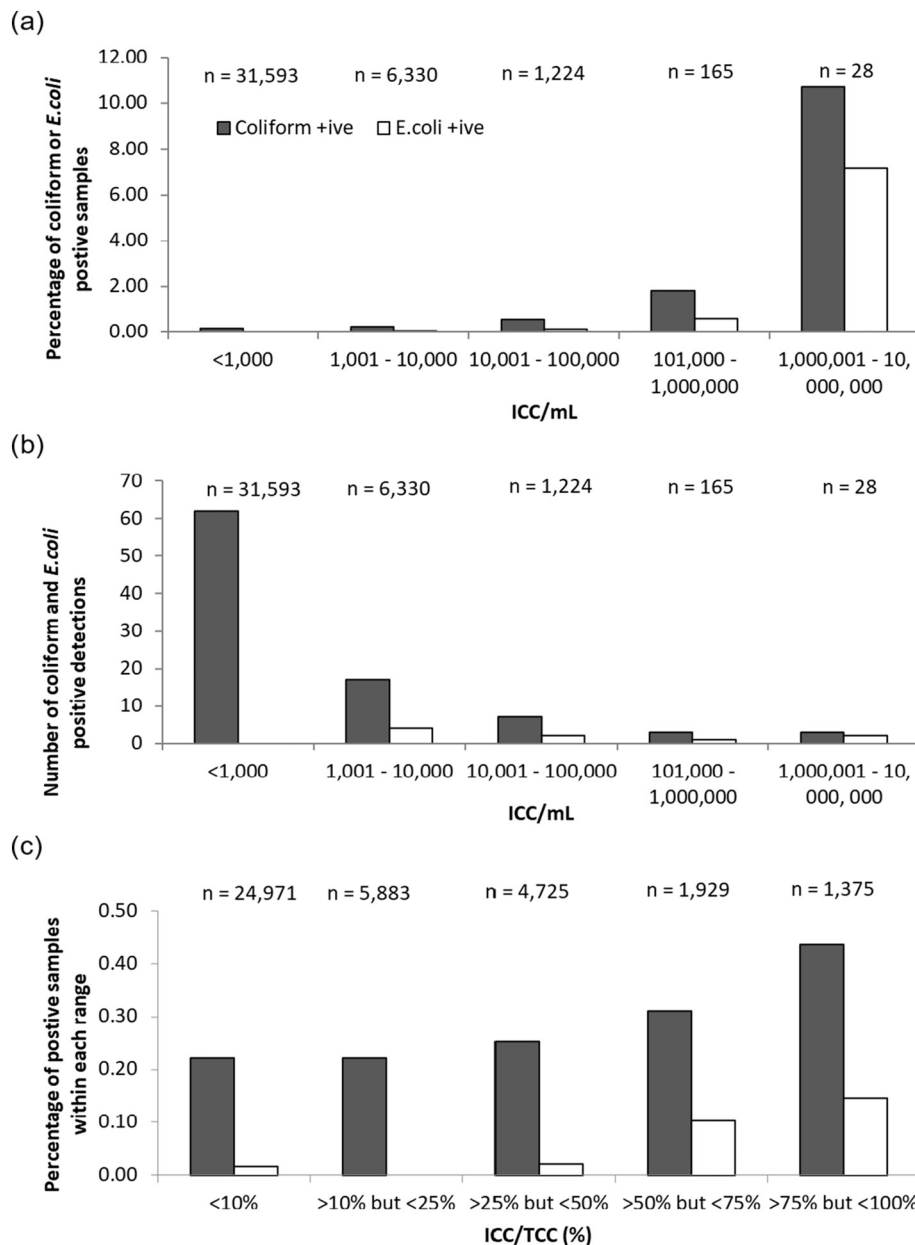 (a)
Percentage of coliform or E.coli
postive samples
12.00
10.00
8.00
6.00
4.00
2.00
0.00
n = 31,593 n = 6,330 n = 1,224 n = 165 n = 28
Coliform +ive E.coli +ive
<1,000 1,001 - 10,000 10,001 - 100,000 101,000 - 1,000,001 - 10,
1,000,000 000, 000
ICC/mL
(b)
Number of coliform and E.coli
positive detections
70
60
50
40
30
20
10
0
n = 31,593 n = 6,330 n = 1,224 n = 165 n = 28
<1,000 1,001 - 10,000 10,001 - 100,000 101,000 - 1,000,001 - 10,
1,000,000 000, 000
ICC/mL
(c)
Percentage of postive samples
within each range
0.50
0.40
0.30
0.20
0.10
0.00
n = 24,971 n = 5,883 n = 4,725 n = 1,929 n = 1,375
<10% >10% but <25% >25% but <50% >50% but <75% >75% but <100%
ICC/TCC (%)